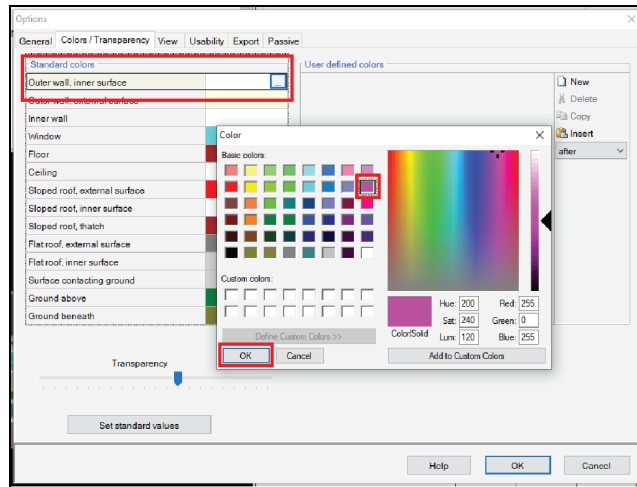 Options
General Colors / Transparency View Usability Export Passive
Standard colors
User defined colors
Outer wall, inner surface ...
New
Outer wall, external surface
Delete
Inner wall
Copy
Window
Insert
Floor
after
Ceiling
Sloped roof, external surface
Sloped roof, inner surface
Sloped roof, thatch
Flat roof, external surface
Flat roof, inner surface
Surface contacting ground
Ground above
Ground beneath
Color
Basic colors:
Custom colors:
Define Custom Colors >>
OK Cancel
Color|Solid
Hue: 200 Red: 255
Sat: 240 Green: 0
Lum: 120 Blue: 255
Add to Custom Colors
Transparency
Set standard values
Help OK Cancel